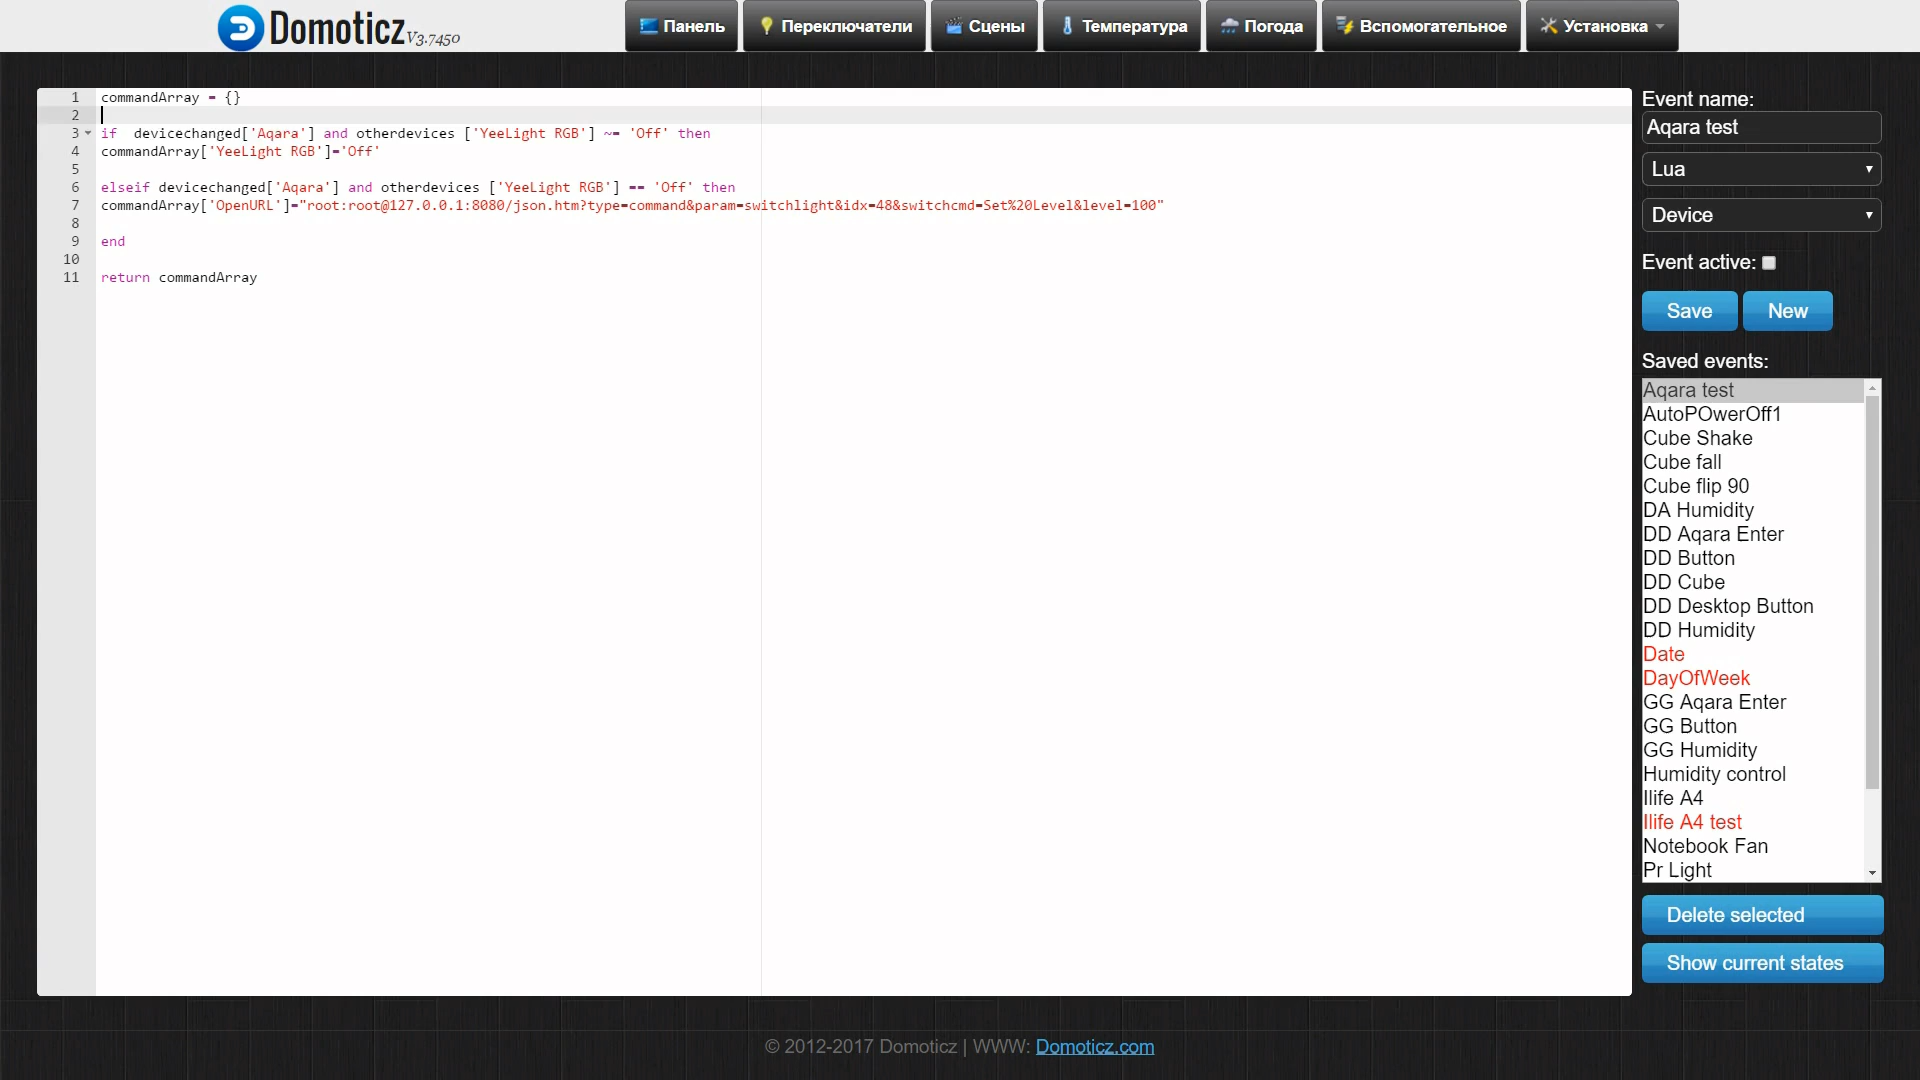 Domoticz V3.7450
Панель
Переключатели
Сцены
Температура
Погода
Вспомогательное
Установка
1 commandArray = {}
2
3 if  devicechanged['Aqara'] and otherdevices ['YeeLight RGB'] ~= 'Off' then
4 commandArray['YeeLight RGB']='Off'
5
6 elseif devicechanged['Aqara'] and otherdevices ['YeeLight RGB'] == 'Off' then
7 commandArray['OpenURL']="root:root@127.0.0.1:8080/json.htm?type=command&param=switchlight&idx=48&switchcmd=Set%20Level&level=100"
8
9 end
10
11 return commandArray
Event name:
Aqara test
Lua
Device
Event active:
Save
New
Saved events:
Aqara test
AutoPOwerOff1
Cube Shake
Cube fall
Cube flip 90
DA Humidity
DD Aqara Enter
DD Button
DD Cube
DD Desktop Button
DD Humidity
Date
DayOfWeek
GG Aqara Enter
GG Button
GG Humidity
Humidity control
Ilife A4
Ilife A4 test
Notebook Fan
Pr Light
Delete selected
Show current states
© 2012-2017 Domoticz | WWW: Domoticz.com